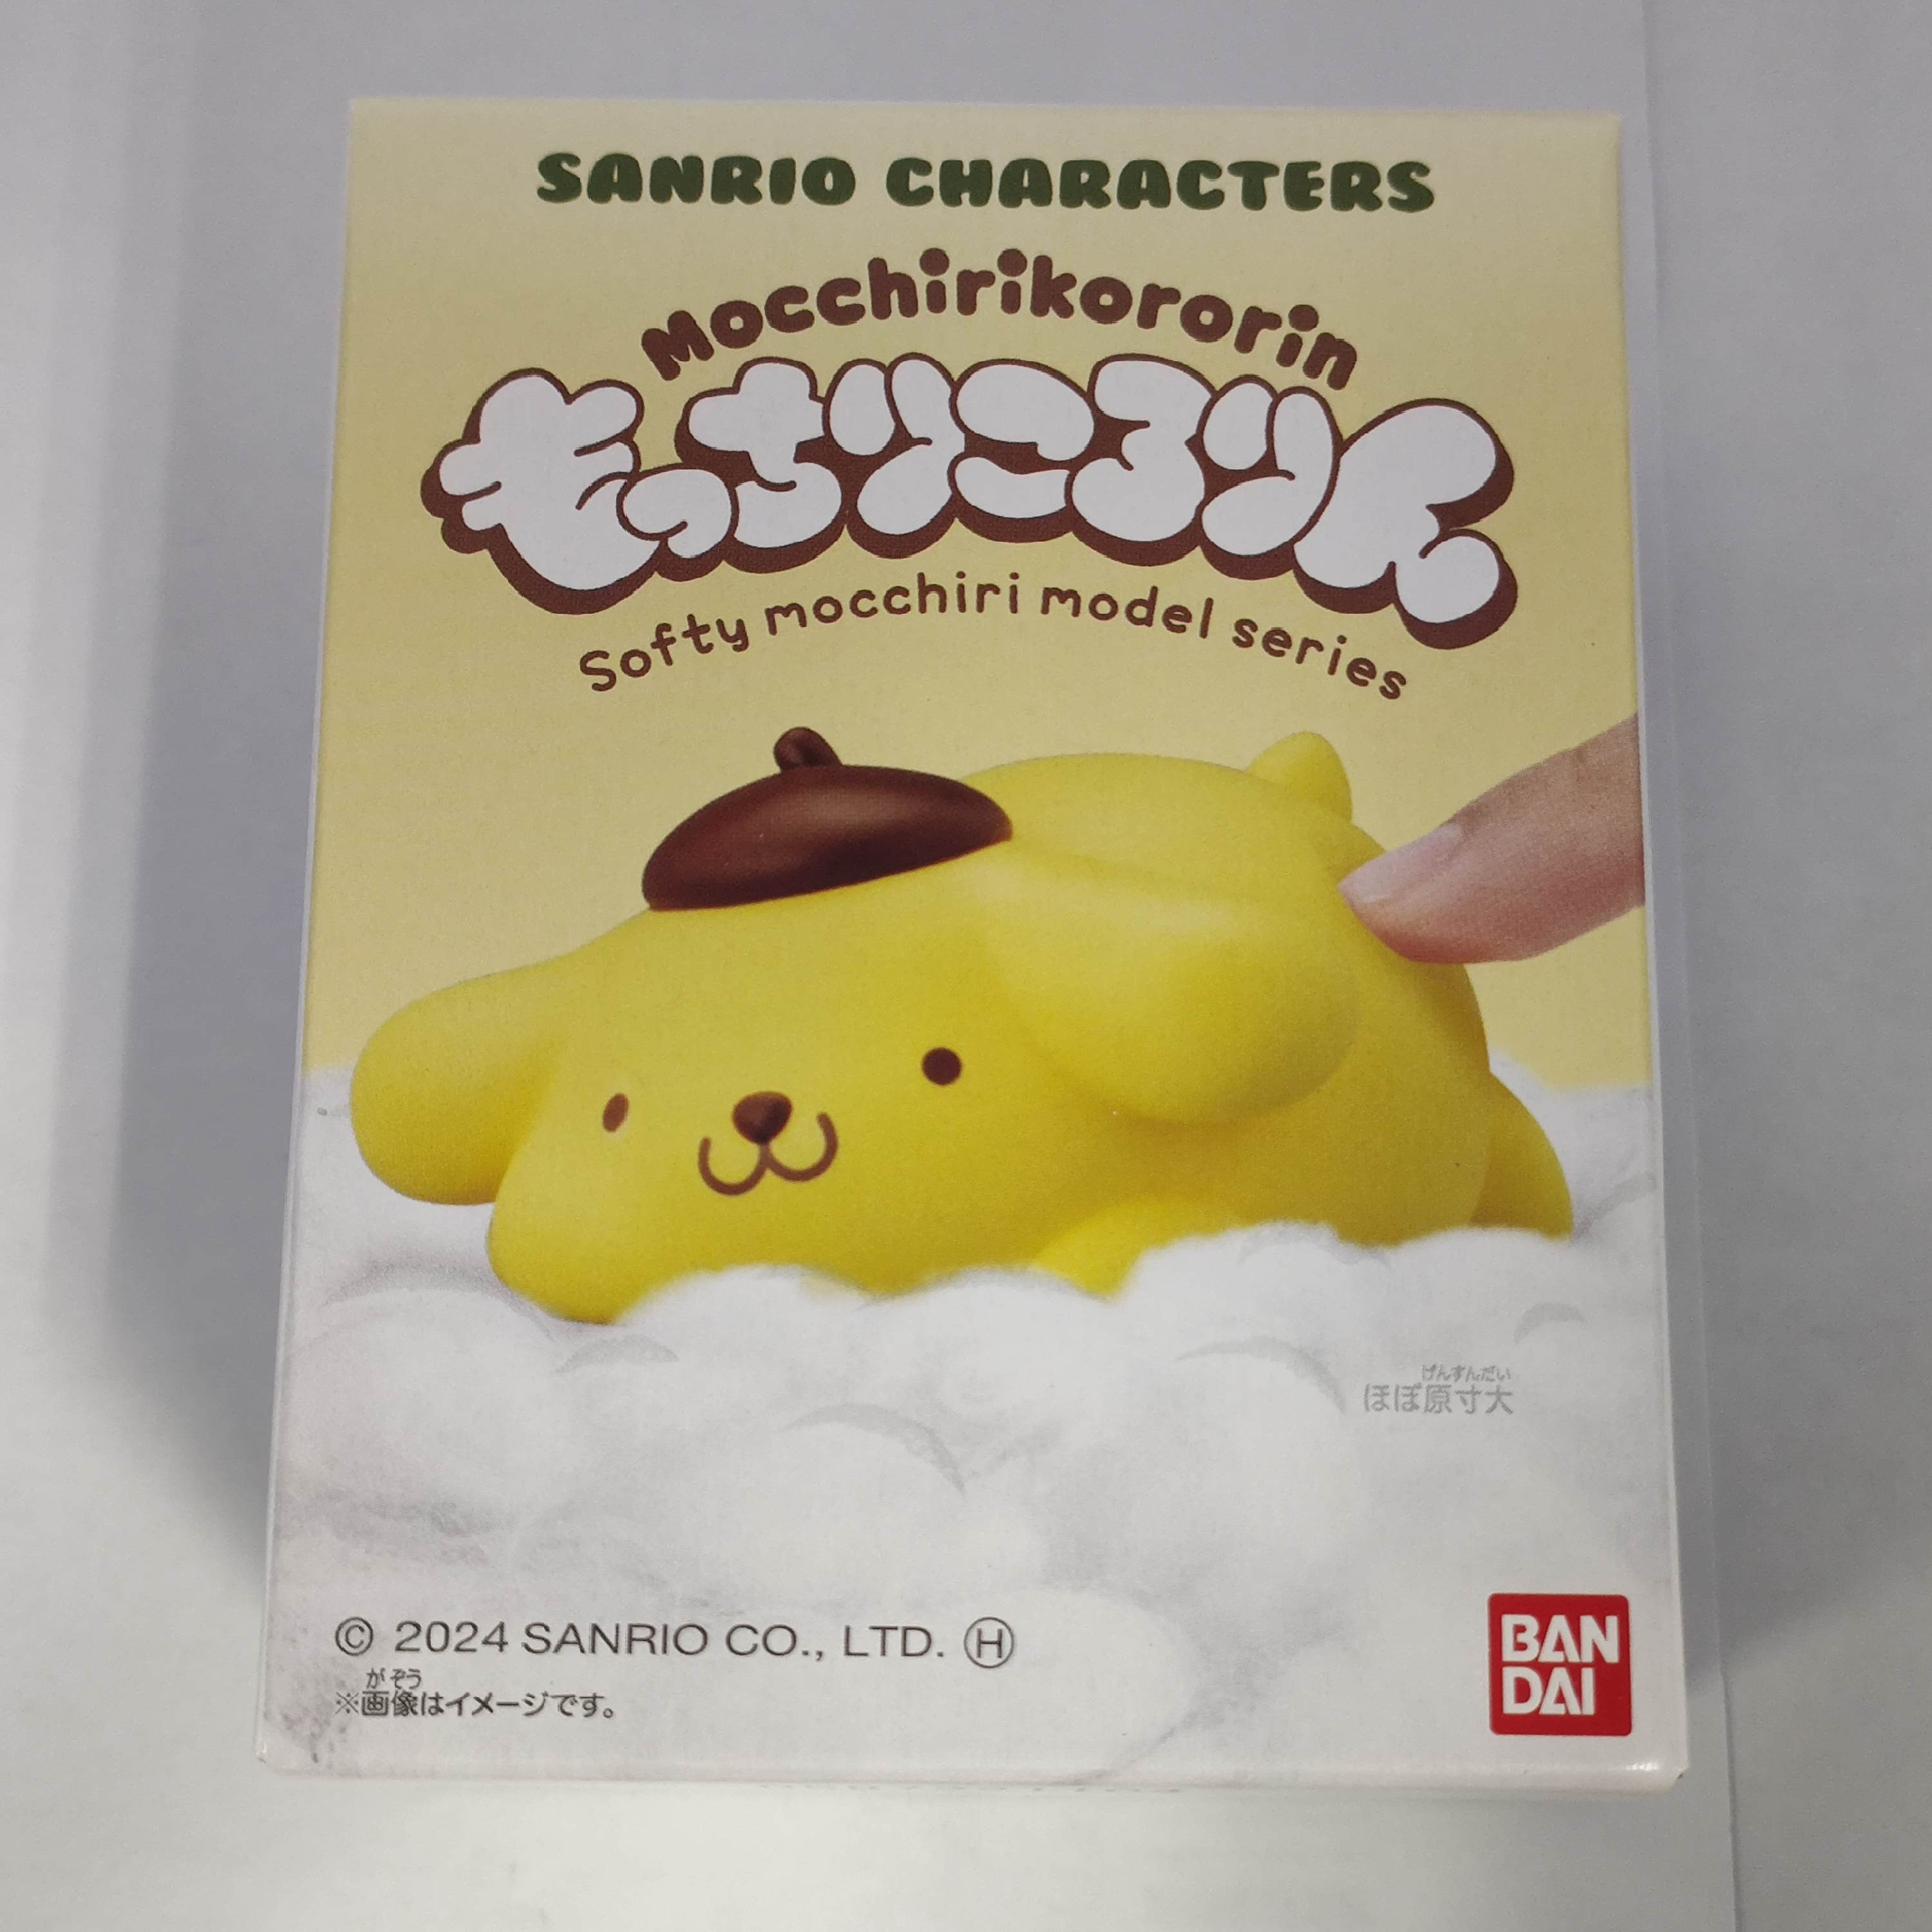 SANRIO CHARACTERS
Mocchirikororin
もっちりころりん
Softy mocchiri model series
げんすんだい
ほぼ原寸大
© 2024 SANRIO CO., LTD. Ⓗ
がぞう
※画像はイメージです。
BAN
DAI